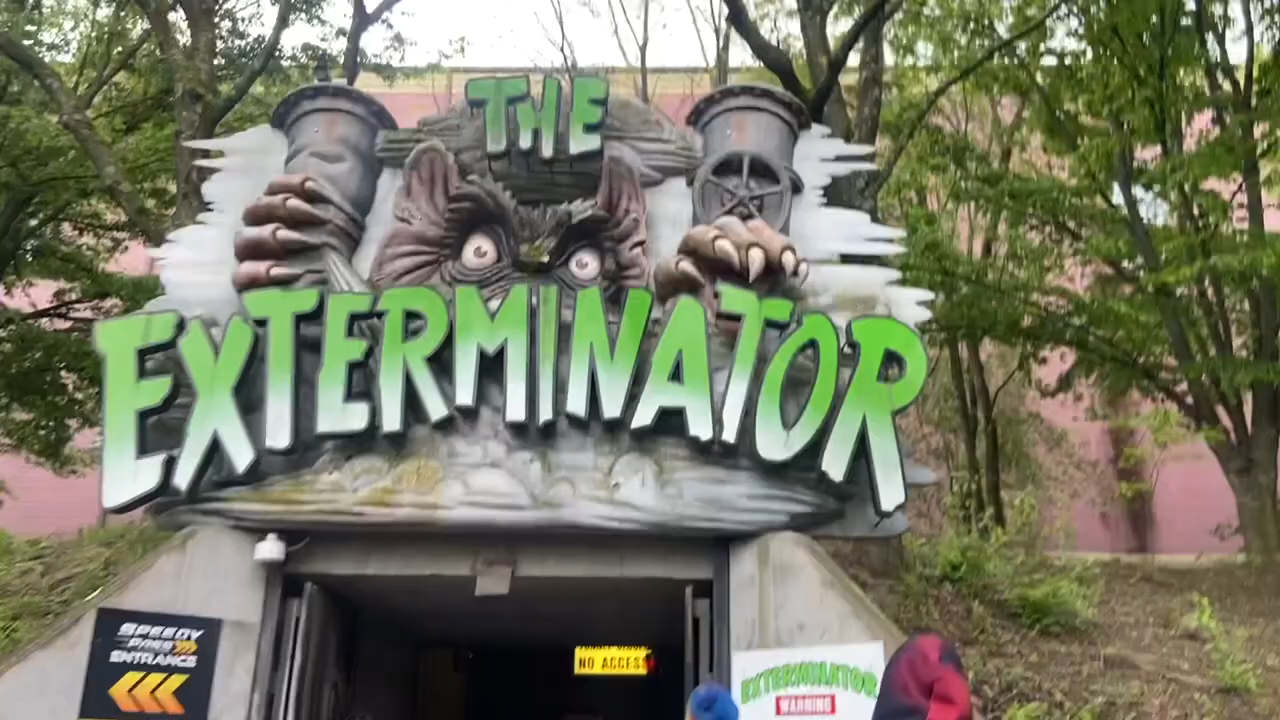 THE
EXTERMINATOR
SPEEDY
PASS
ENTRANCE
NO ACCESS
EXTERMINATOR
WARNING